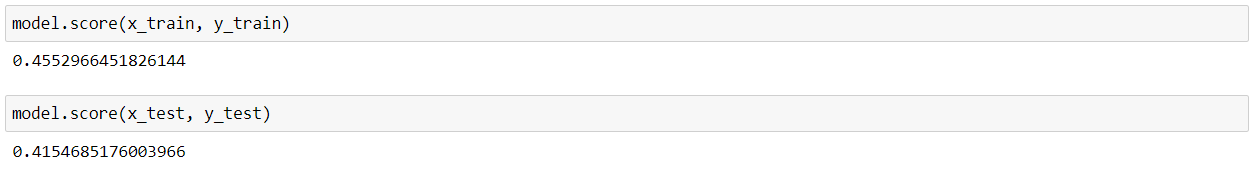 model.score(x_train, y_train)
0.4552966451826144
model.score(x_test, y_test)
0.4154685176003966